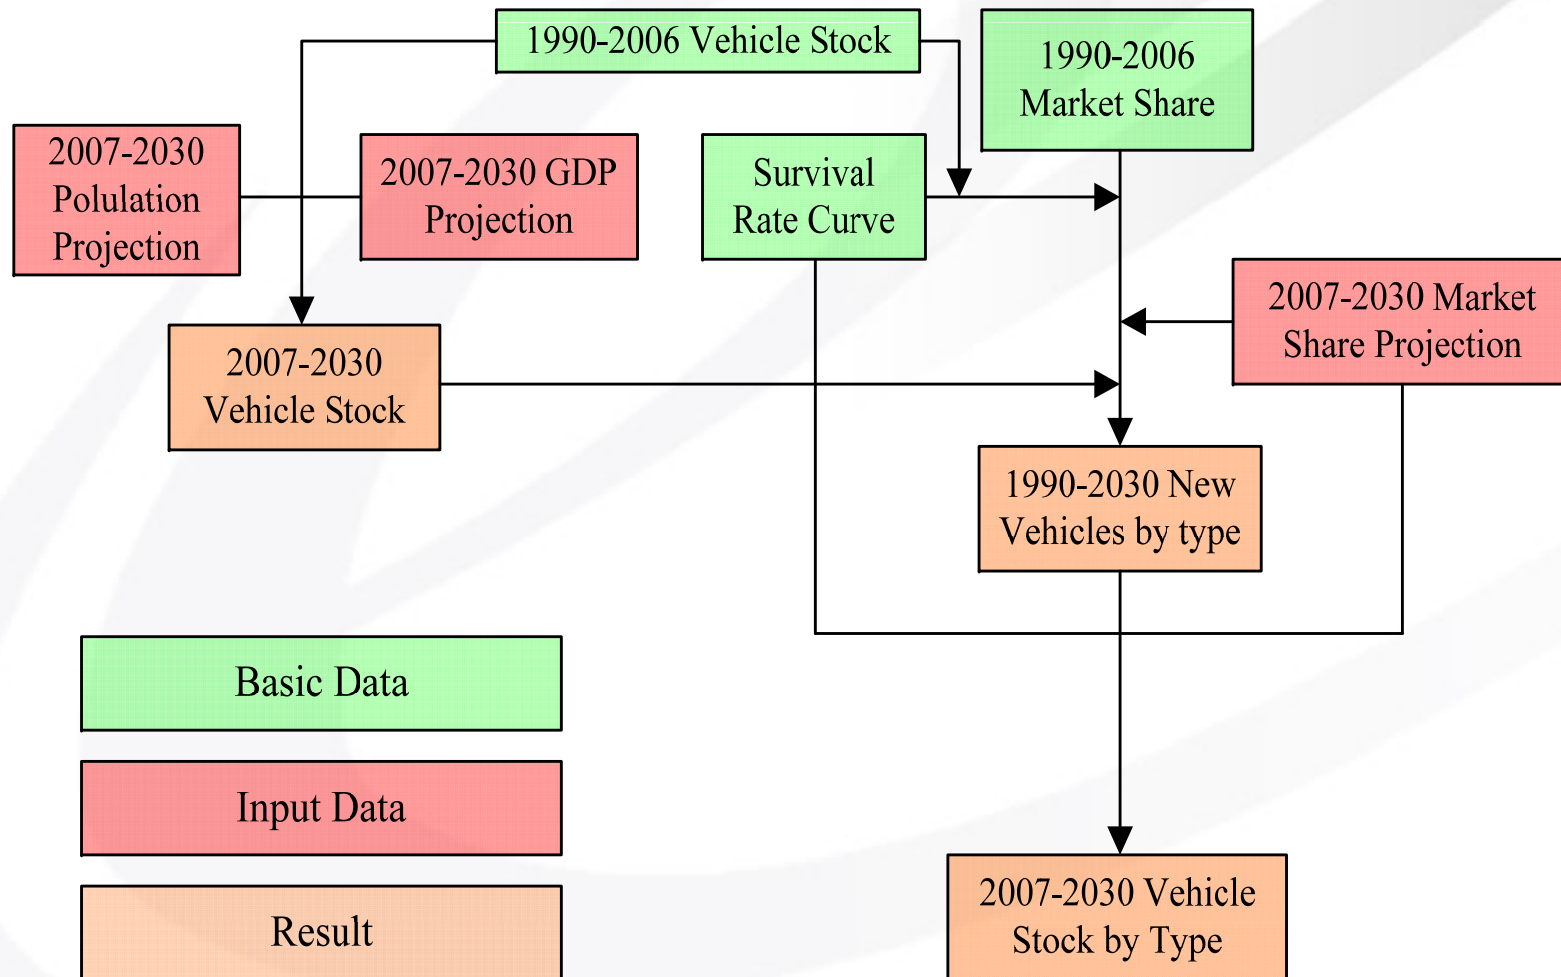 1990-2006 Vehicle Stock
1990-2006
Market Share
2007-2030
Polulation
Projection
2007-2030 GDP
Projection
Survival
Rate Curve
2007-2030 Market
Share Projection
2007-2030
Vehicle Stock
1990-2030 New
Vehicles by type
Basic Data
Input Data
Result
2007-2030 Vehicle
Stock by Type